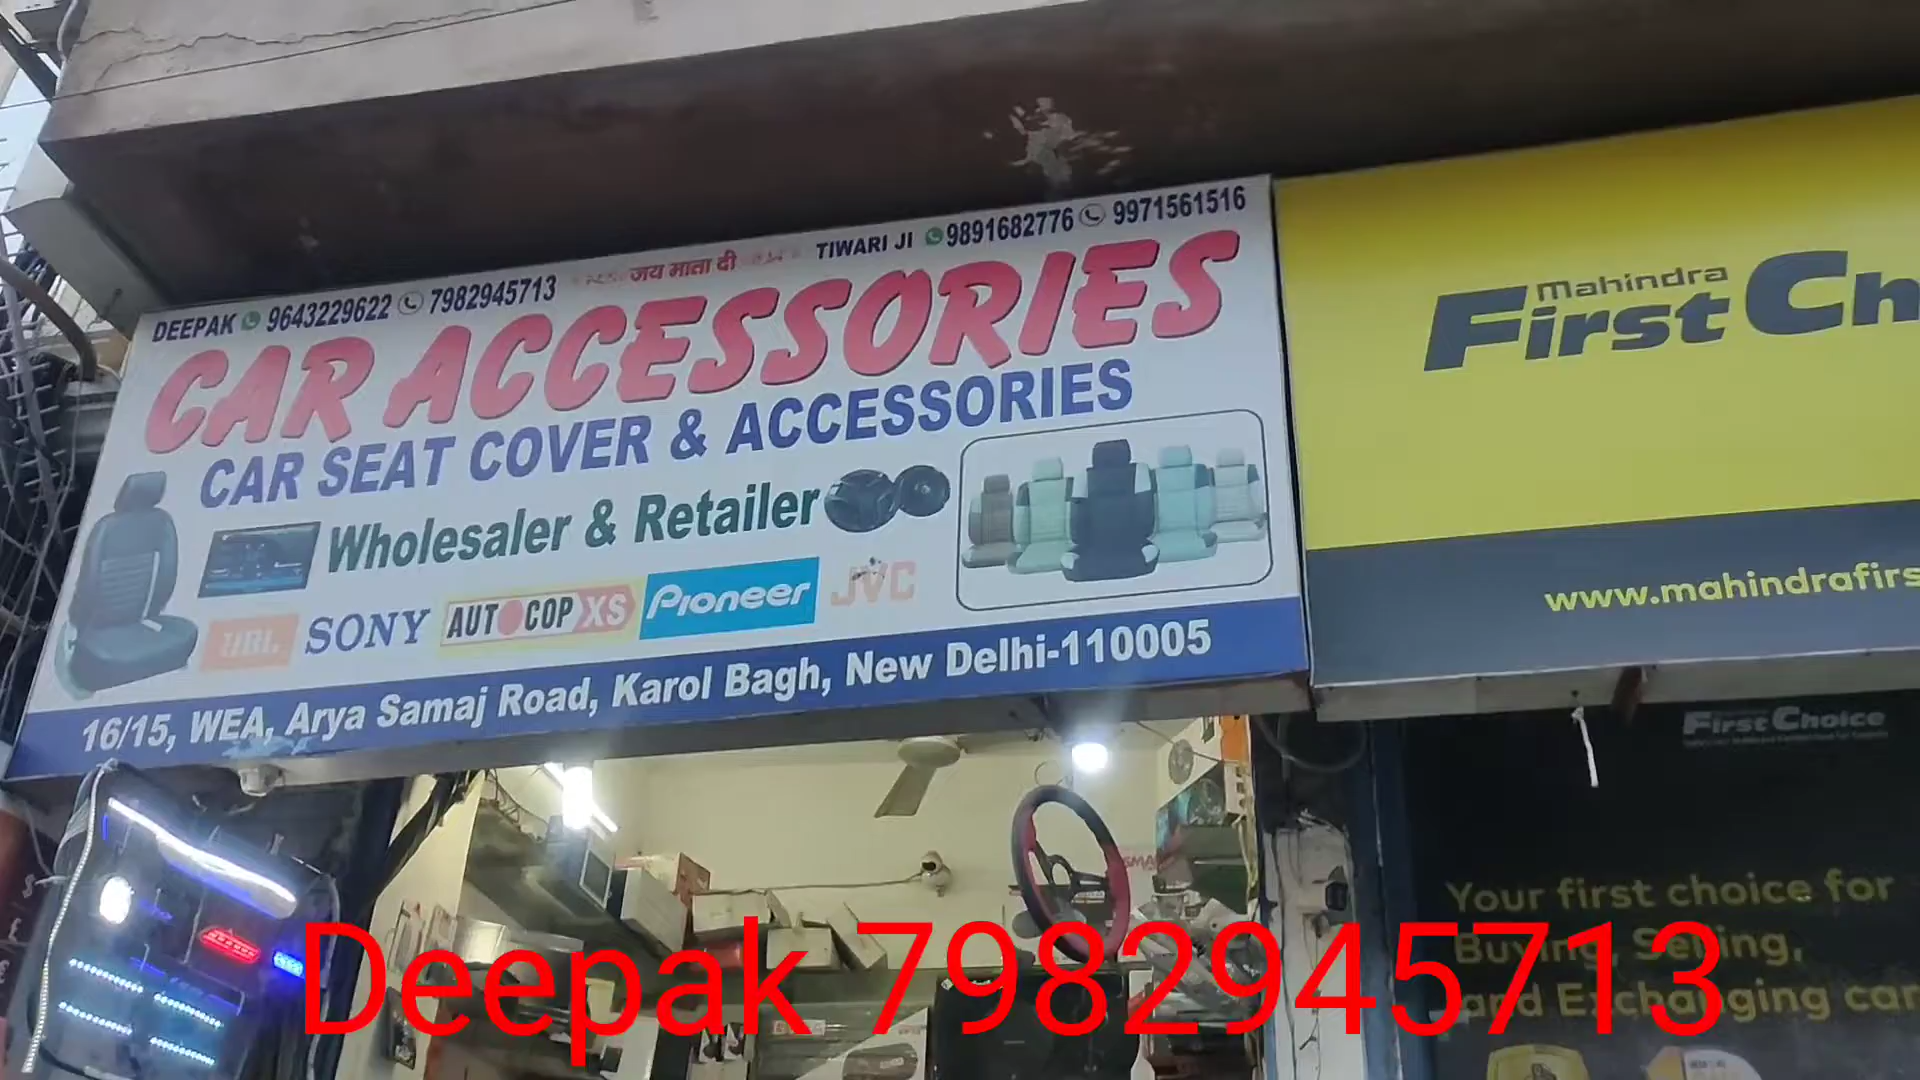 DEEPAK 9643229622 7982945713 जय माता दी TIWARI JI 9891682776 9971561516
CAR ACCESSORIES
CAR SEAT COVER & ACCESSORIES
Wholesaler & Retailer
JBL SONY AUTOCOP XS Pioneer JVC
16/15, WEA, Arya Samaj Road, Karol Bagh, New Delhi-110005
Mahindra
First Ch
www.mahindrafirs
First Choice
Your first choice for
Buying, Selling,
and Exchanging car
Deepak 7982945713